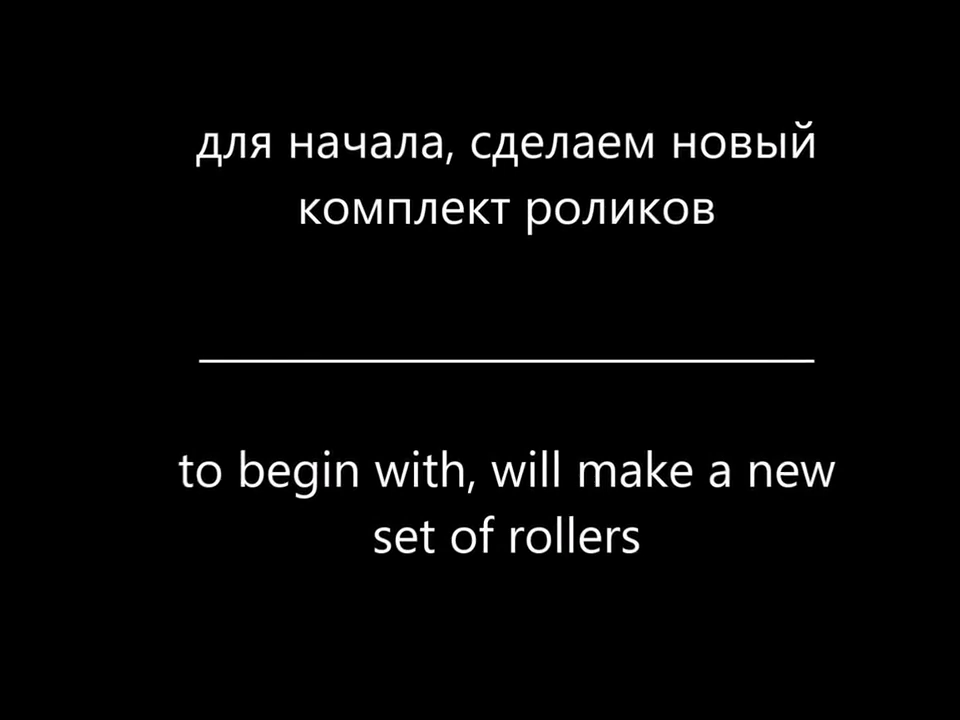 для начала, сделаем новый
комплект роликов
to begin with, will make a new
set of rollers